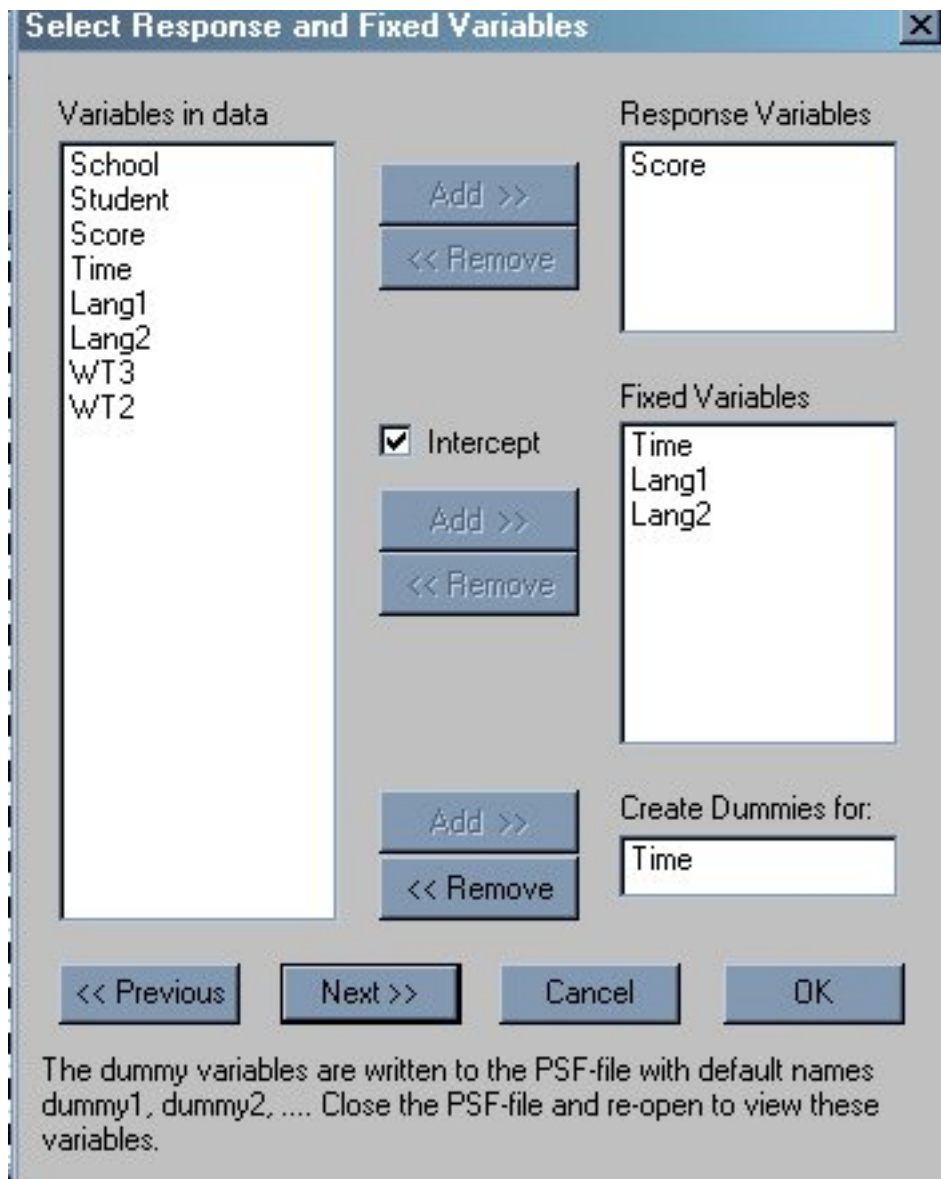 Select Response and Fixed Variables
Variables in data
School
Student
Score
Time
Lang1
Lang2
WT3
WT2
Add >>
<< Remove
Response Variables
Score
Intercept
Add >>
<< Remove
Fixed Variables
Time
Lang1
Lang2
Add >>
<< Remove
Create Dummies for:
Time
<< Previous
Next >>
Cancel
OK
The dummy variables are written to the PSF-file with default names
dummy1, dummy2, .... Close the PSF-file and re-open to view these
variables.